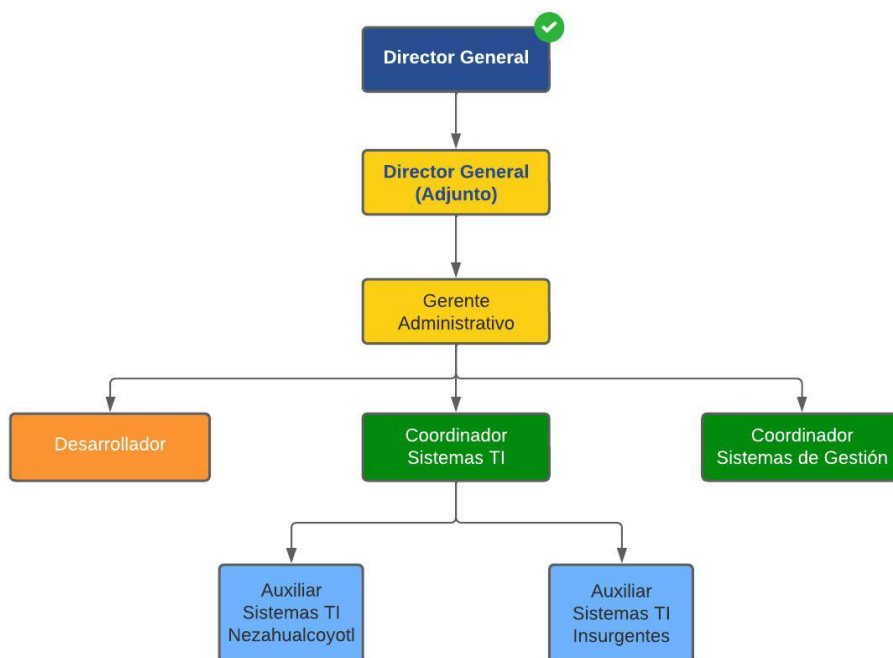 Director General
Director General
(Adjunto)
Gerente
Administrativo
Desarrollador
Coordinador
Sistemas TI
Coordinador
Sistemas de Gestión
Auxiliar
Sistemas TI
Nezahualcoyotl
Auxiliar
Sistemas TI
Insurgentes